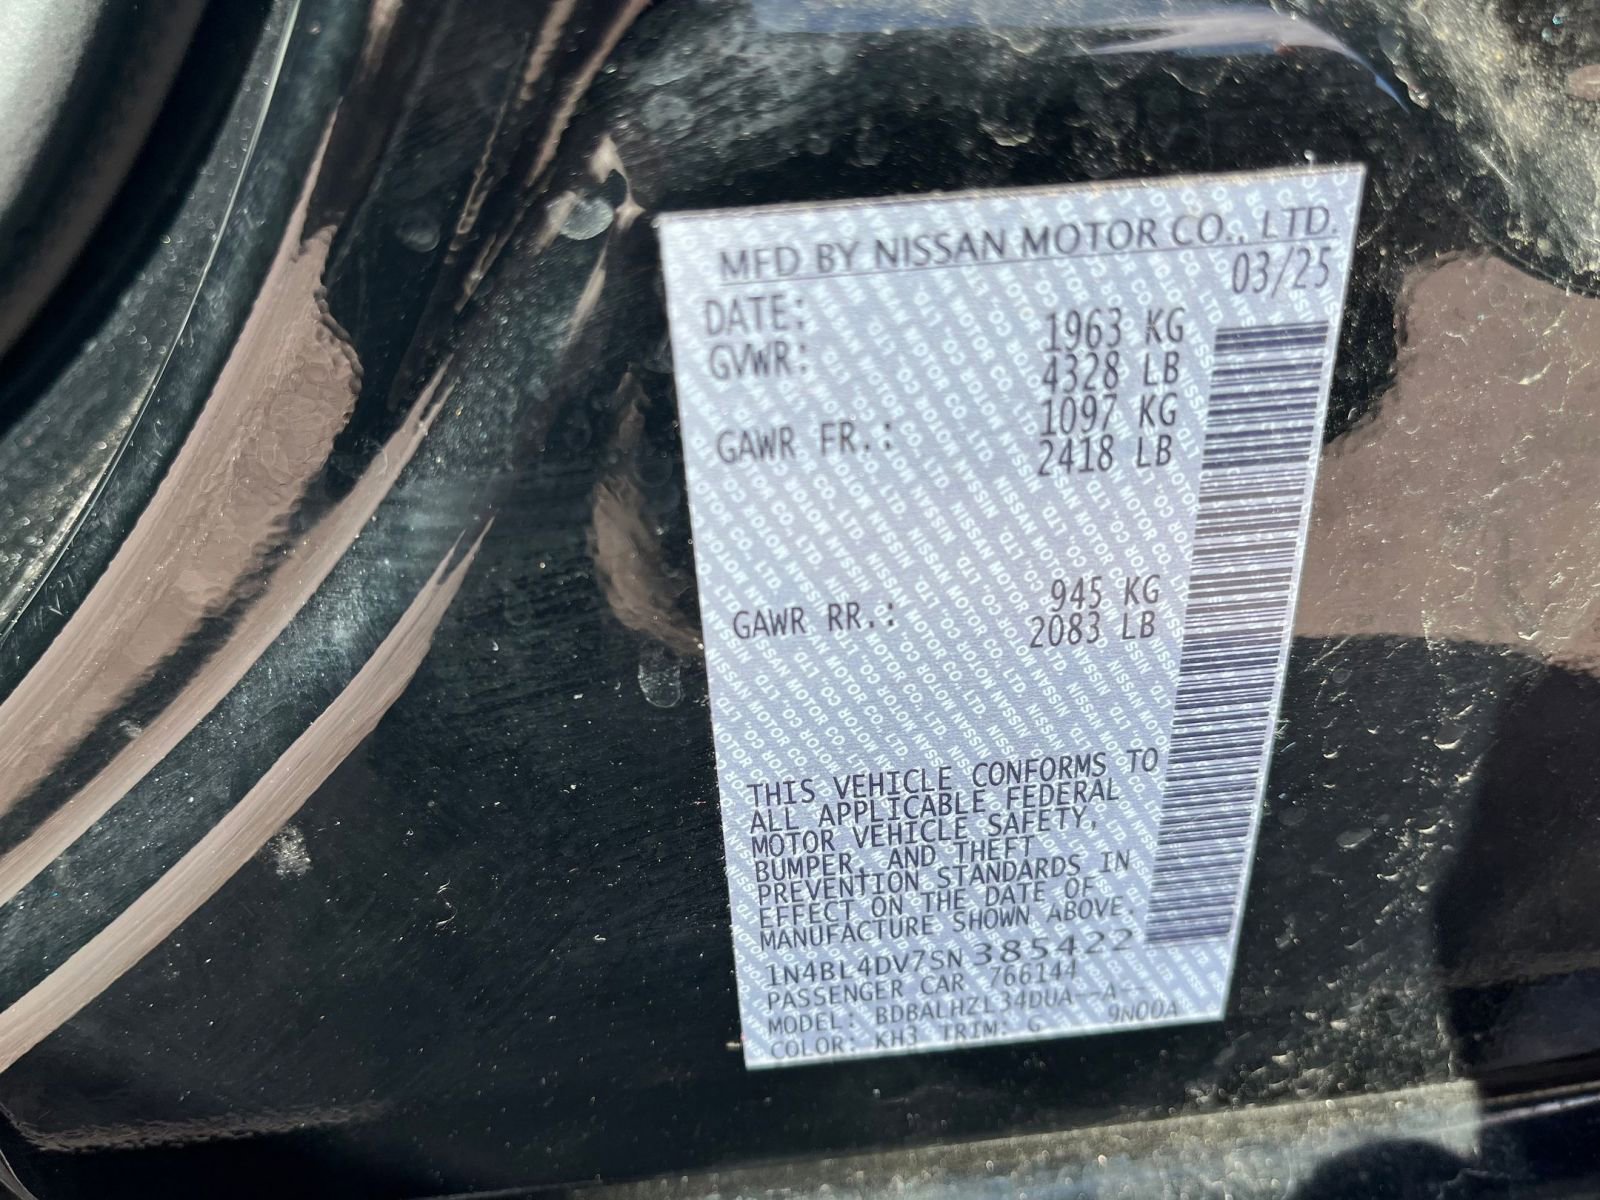 MFD BY NISSAN MOTOR CO., LTD.
DATE: 03/25
GVWR: 1963 KG
4328 LB
GAWR FR.: 1097 KG
2418 LB
GAWR RR.: 945 KG
2083 LB
THIS VEHICLE CONFORMS TO
ALL APPLICABLE FEDERAL
MOTOR VEHICLE SAFETY,
BUMPER, AND THEFT
PREVENTION STANDARDS IN
EFFECT ON THE DATE OF
MANUFACTURE SHOWN ABOVE.
1N4BL4DV7SN385422
PASSENGER CAR 766144
MODEL: BDBALHZL34DUA--A--
COLOR: KH3 TRIM: G 9N00A